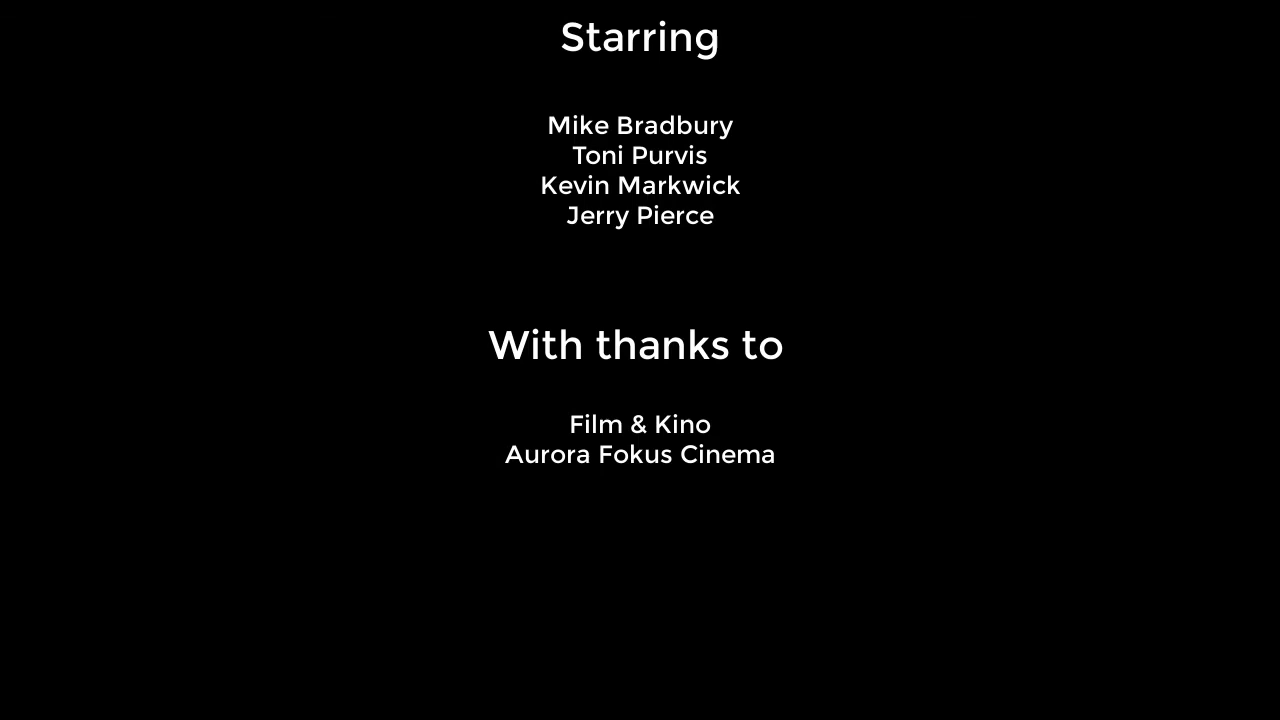 Starring
Mike Bradbury
Toni Purvis
Kevin Markwick
Jerry Pierce
With thanks to
Film & Kino
Aurora Fokus Cinema